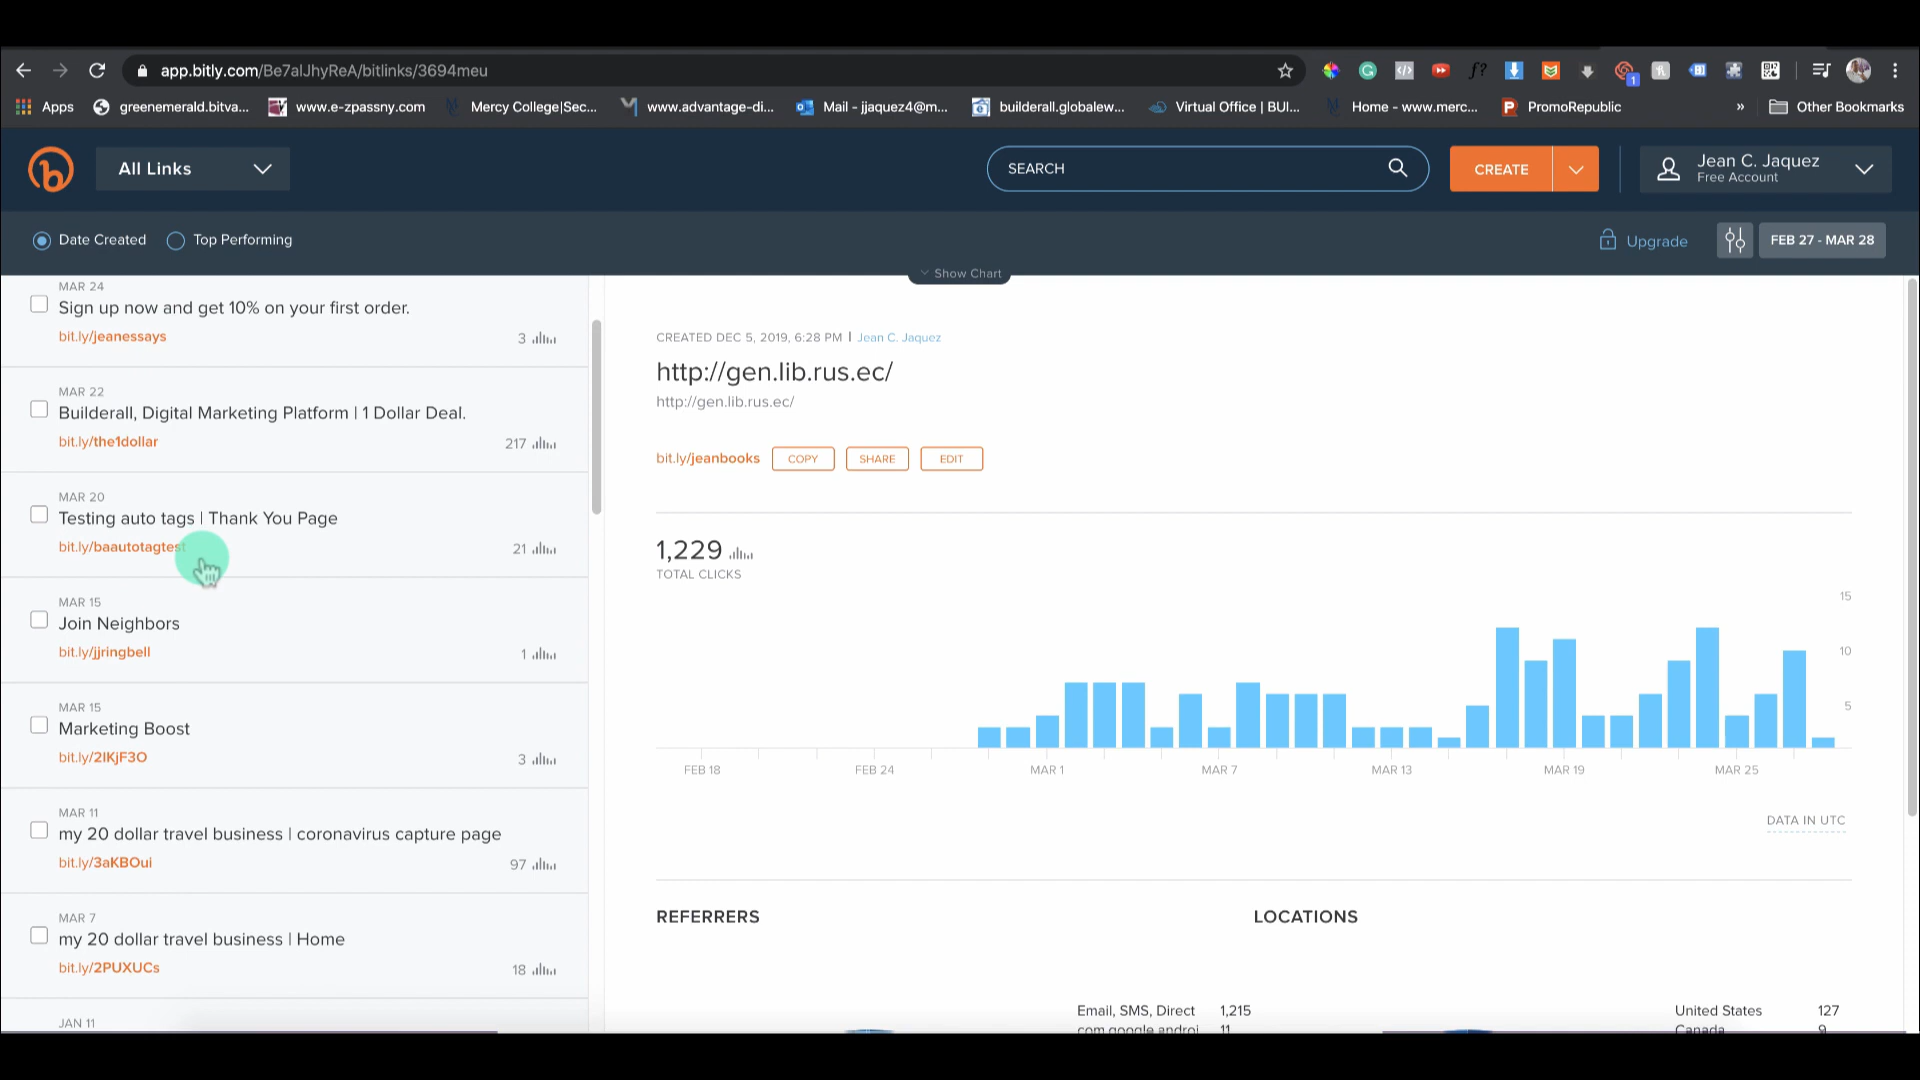 app.bitly.com/Be7alJhyReA/bitlinks/3694meu
Apps
greenemerald.bitva...
www.e-zpassny.com
Mercy College|Sec...
www.advantage-di...
Mail - jjaquez4@m...
builderall.globalew...
Virtual Office | BUI...
Home - www.merc...
PromoRepublic
»
Other Bookmarks
All Links
SEARCH
CREATE
Jean C. Jaquez
Free Account
Date Created
Top Performing
Upgrade
FEB 27 - MAR 28
Show Chart
MAR 24
Sign up now and get 10% on your first order.
bit.ly/jeanessays
3
MAR 22
Builderall, Digital Marketing Platform | 1 Dollar Deal.
bit.ly/the1dollar
217
MAR 20
Testing auto tags | Thank You Page
bit.ly/baautotagtest
21
MAR 15
Join Neighbors
bit.ly/jjringbell
1
MAR 15
Marketing Boost
bit.ly/2IKjF3O
3
MAR 11
my 20 dollar travel business | coronavirus capture page
bit.ly/3aKBOui
97
MAR 7
my 20 dollar travel business | Home
bit.ly/2PUXUCs
18
JAN 11
CREATED DEC 5, 2019, 6:28 PM | Jean C. Jaquez
http://gen.lib.rus.ec/
http://gen.lib.rus.ec/
bit.ly/jeanbooks
COPY
SHARE
EDIT
1,229
TOTAL CLICKS
15
10
5
FEB 18
FEB 24
MAR 1
MAR 7
MAR 13
MAR 19
MAR 25
DATA IN UTC
REFERRERS
LOCATIONS
Email, SMS, Direct 1,215
com.google.androi 11
United States 127
Canada 9